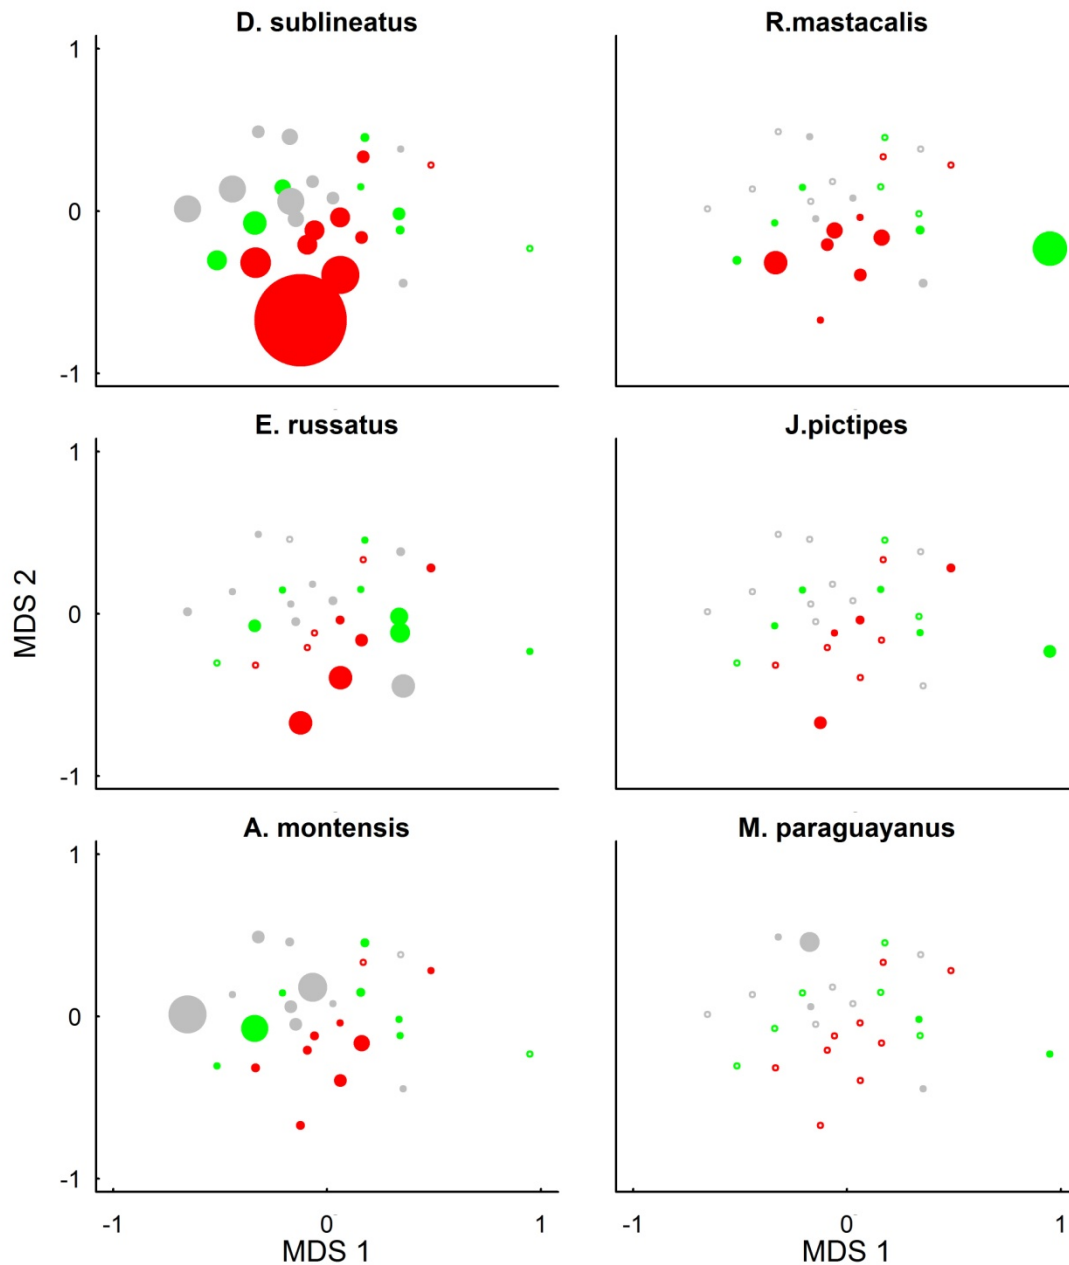 D. sublineatus
R.mastacalis
1
0
-1
E. russatus
J.pictipes
1
0
-1
MDS 2
A. montensis
M. paraguayanus
1
0
-1
-1 0 1
-1 0 1
MDS 1
MDS 1